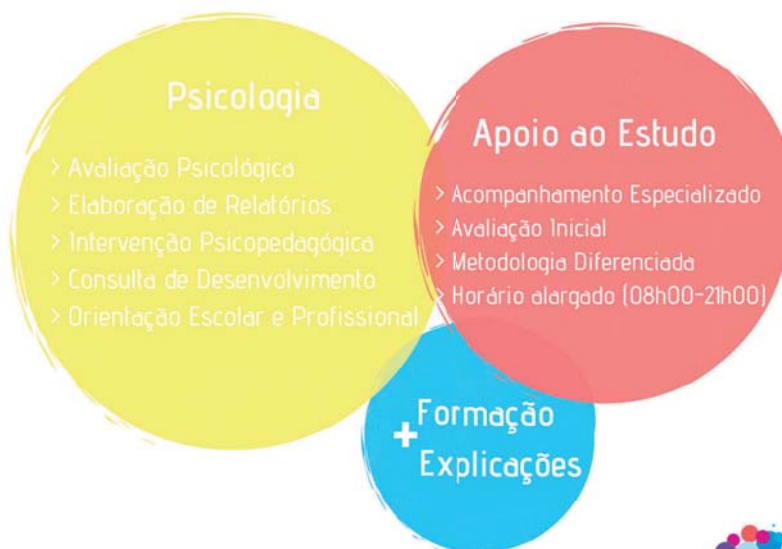 Psicologia
> Avaliação Psicológica
> Elaboração de Relatórios
> Intervenção Psicopedagógica
> Consulta de Desenvolvimento
> Orientação Escolar e Profissional
Apoio ao Estudo
> Acompanhamento Especializado
> Avaliação Inicial
> Metodologia Diferenciada
> Horário alargado (08h00-21h00)
+ Formação
Explicações